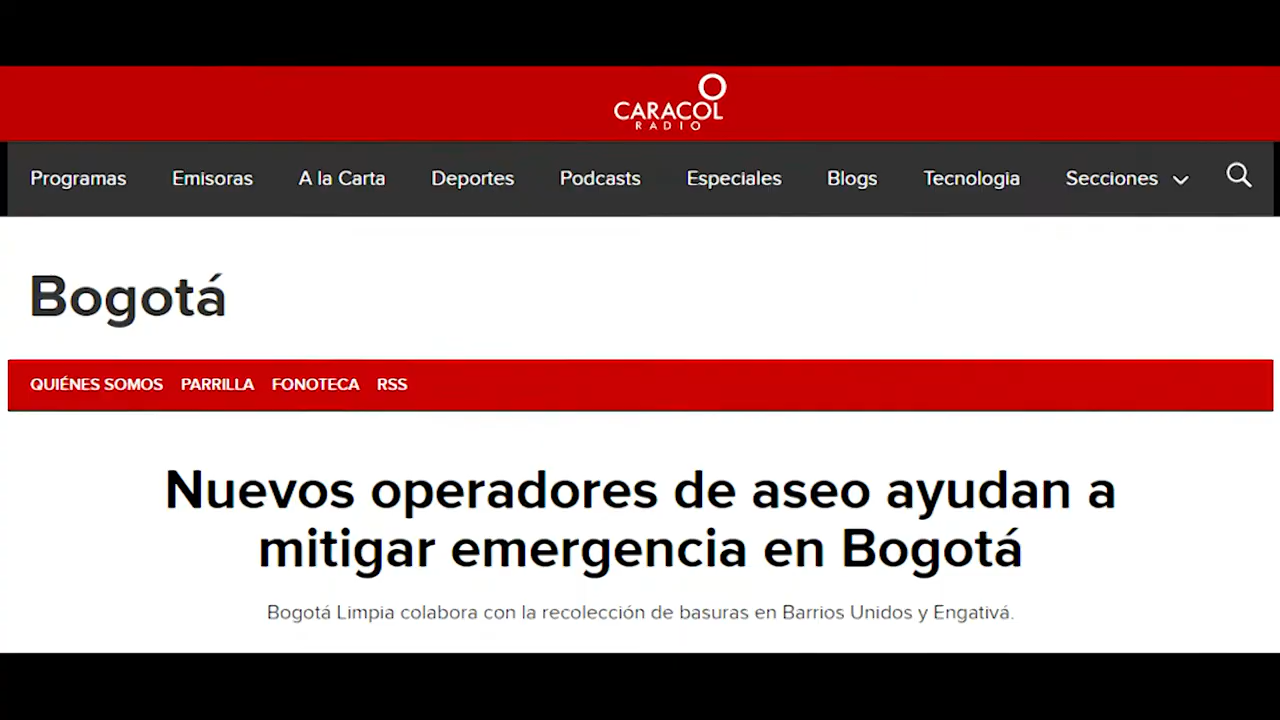 CARACOL
RADIO
Programas Emisoras A la Carta Deportes Podcasts Especiales Blogs Tecnología Secciones
Bogotá
QUIÉNES SOMOS PARRILLA FONOTECA RSS
Nuevos operadores de aseo ayudan a
mitigar emergencia en Bogotá
Bogotá Limpia colabora con la recolección de basuras en Barrios Unidos y Engativá.